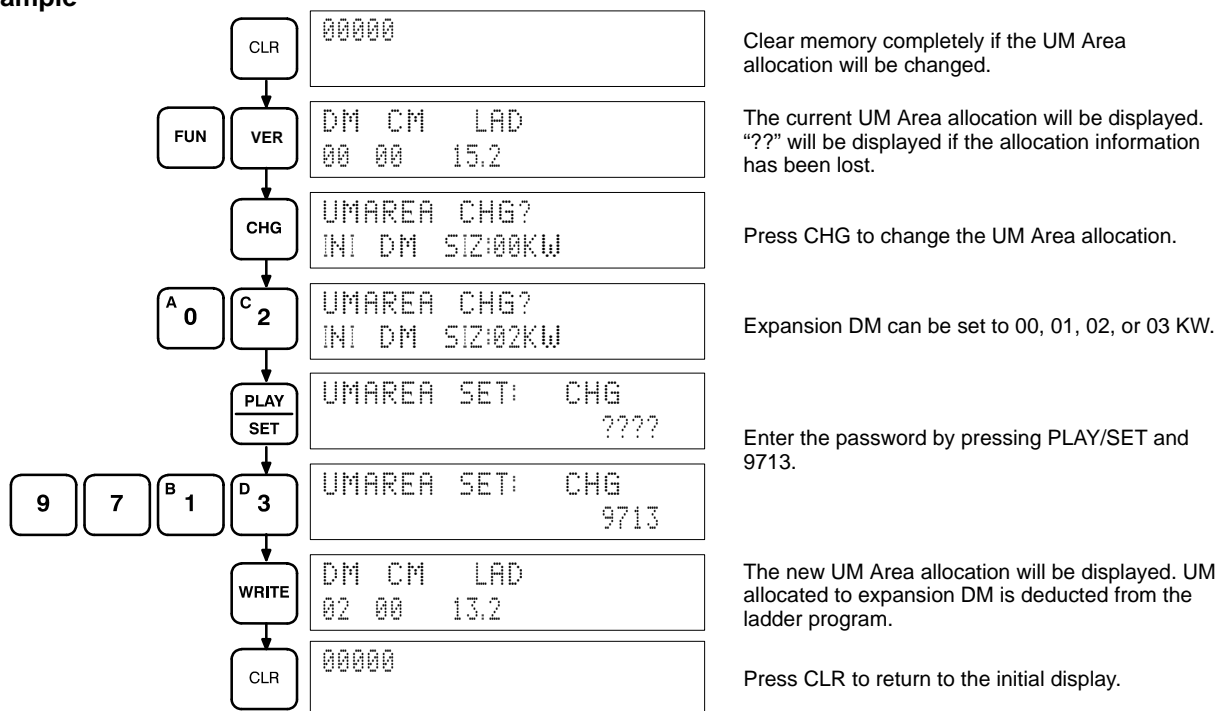 ample
CLR
00000
Clear memory completely if the UM Area
allocation will be changed.
FUN VER
DM CM LAD
00 00 15.2
The current UM Area allocation will be displayed.
“??” will be displayed if the allocation information
has been lost.
CHG
UMAREA CHG?
INI DM SIZ:00KW
Press CHG to change the UM Area allocation.
A 0 C 2
UMAREA CHG?
INI DM SIZ:02KW
Expansion DM can be set to 00, 01, 02, or 03 KW.
PLAY
SET
UMAREA SET: CHG
????
Enter the password by pressing PLAY/SET and
9713.
9 7 B 1 D 3
UMAREA SET: CHG
9713
WRITE
DM CM LAD
02 00 13.2
The new UM Area allocation will be displayed. UM
allocated to expansion DM is deducted from the
ladder program.
CLR
00000
Press CLR to return to the initial display.